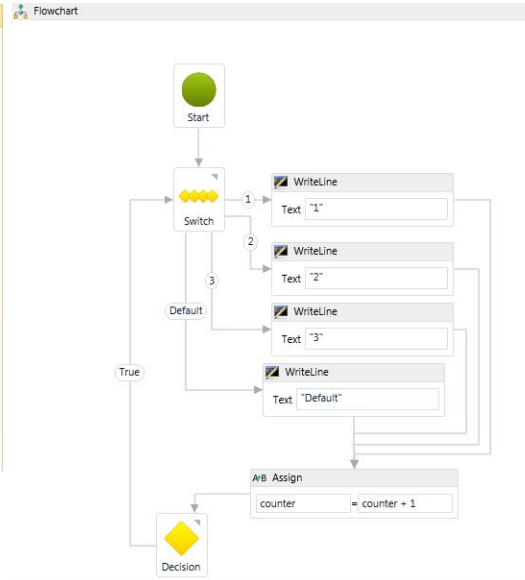 Flowchart
Start
Switch
1
WriteLine
Text "1"
2
WriteLine
Text "2"
3
WriteLine
Text "3"
Default
WriteLine
Text "Default"
True
A+B Assign
counter = counter + 1
Decision